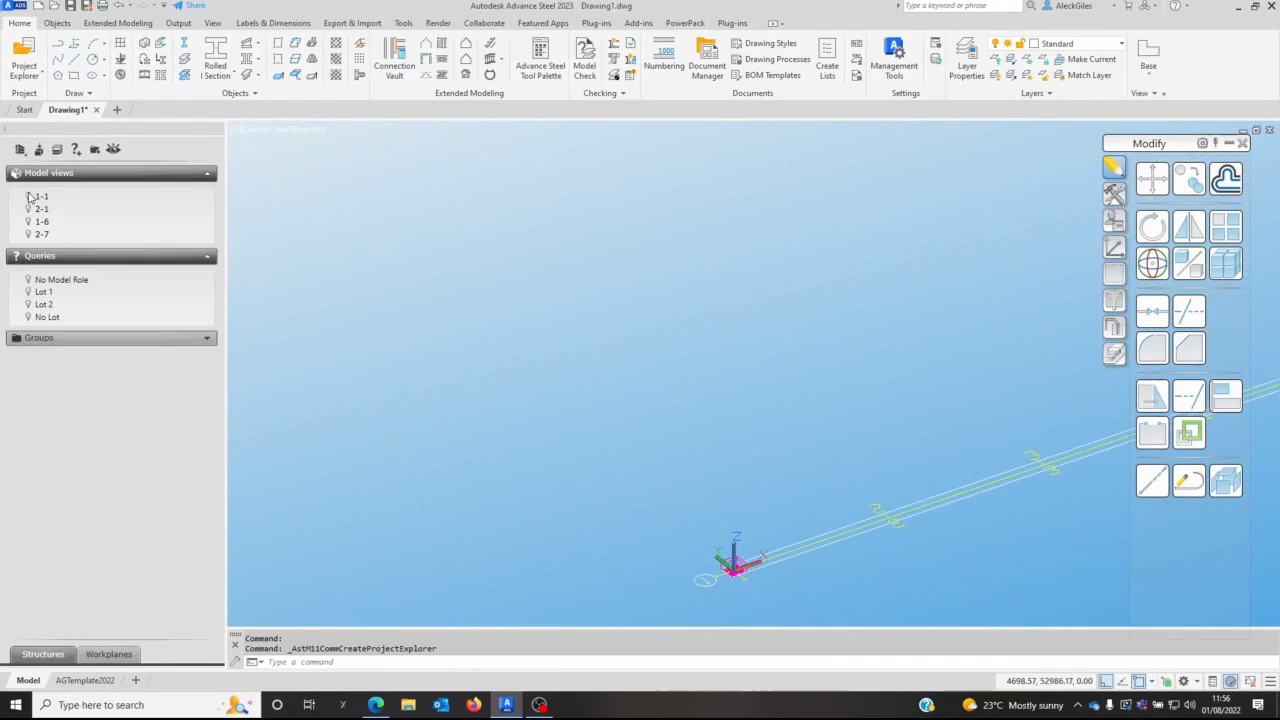 ADS
Share
Autodesk Advance Steel 2023 Drawing1.dwg
Type a keyword or phrase
AleckGiles
Home Objects Extended Modeling Output View Labels & Dimensions Export & Import Tools Render Collaborate Featured Apps Plug-ins Add-ins PowerPack Plug-ins
Project
Explorer
Rolled
I Section
Connection
Vault
Advance Steel
Tool Palette
Model
Check
1000
Numbering
Document
Manager
Drawing Styles
Drawing Processes
BOM Templates
Create
Lists
Management
Tools
Layer
Properties
Standard
Make Current
Match Layer
Base
Project Draw Objects Extended Modeling Checking Documents Settings Layers View
Start Drawing1*
Modify
Model views
1-1
2-1
1-6
2-7
Queries
No Model Role
Lot 1
Lot 2
No Lot
Groups
Z
Y
X
Command:
Command: _AstM11CommCreateProjectExplorer
Type a command
Structures Workplanes
Model AGTemplate2022
4698.57, 52986.17, 0.00
Type here to search
23°C Mostly sunny
11:56
01/08/2022